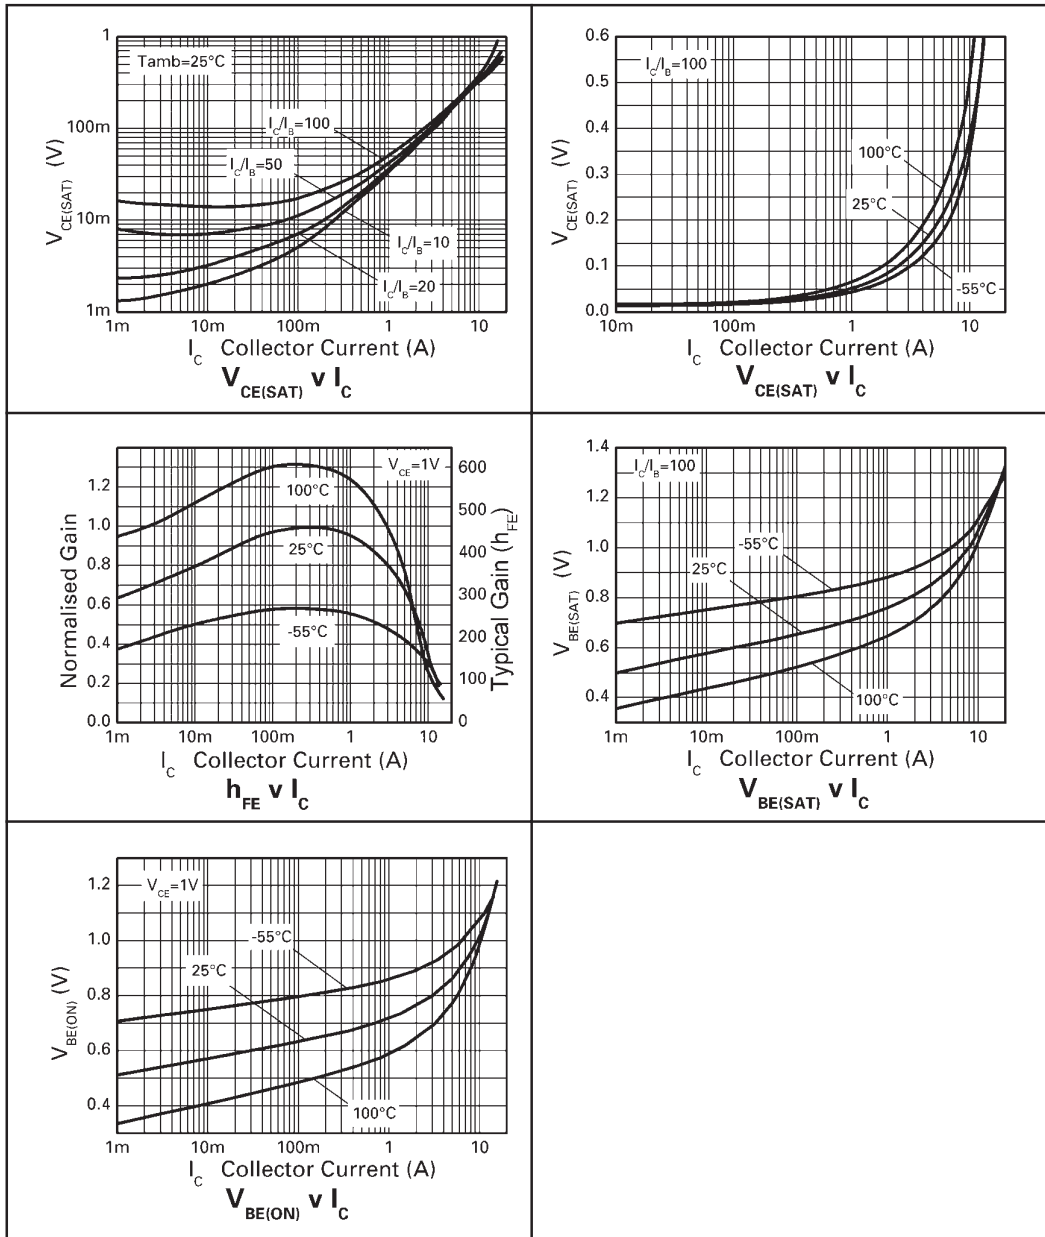 1
100m
10m
1m
V_CE(SAT) (V)
Tamb=25°C
I_C/I_B=100
I_C/I_B=50
I_C/I_B=10
I_C/I_B=20
1m 10m 100m 1 10
I_C Collector Current (A)
V_CE(SAT) v I_C
0.6
0.5
0.4
0.3
0.2
0.1
0.0
V_CE(SAT) (V)
I_C/I_B=100
100°C
25°C
-55°C
10m 100m 1 10
I_C Collector Current (A)
V_CE(SAT) v I_C
1.2
1.0
0.8
0.6
0.4
0.2
0.0
Normalised Gain
V_CE=1V
100°C
25°C
-55°C
600
500
400
300
200
100
0
Typical Gain (h_FE)
1m 10m 100m 1 10
I_C Collector Current (A)
h_FE v I_C
1.4
1.2
1.0
0.8
0.6
0.4
V_BE(SAT) (V)
I_C/I_B=100
-55°C
25°C
100°C
1m 10m 100m 1 10
I_C Collector Current (A)
V_BE(SAT) v I_C
1.2
1.0
0.8
0.6
0.4
V_BE(ON) (V)
V_CE=1V
-55°C
25°C
100°C
1m 10m 100m 1 10
I_C Collector Current (A)
V_BE(ON) v I_C